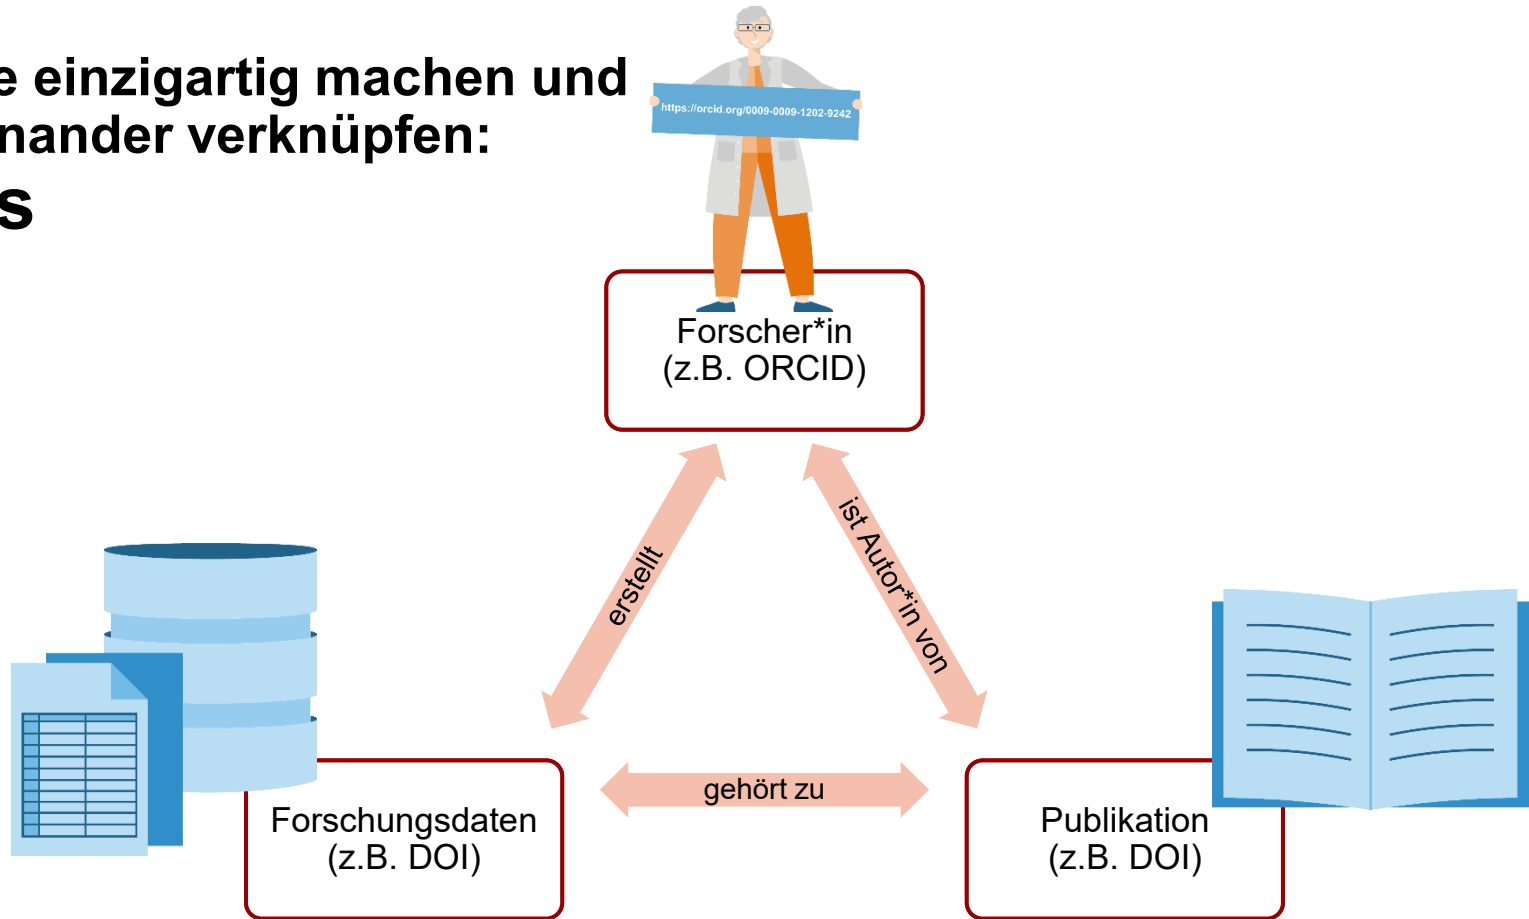 e einzigartig machen und
nander verknüpfen:
s
https://orcid.org/0009-0009-1202-9242
Forscher*in
(z.B. ORCID)
erstellt
ist Autor*in von
gehört zu
Forschungsdaten
(z.B. DOI)
Publikation
(z.B. DOI)